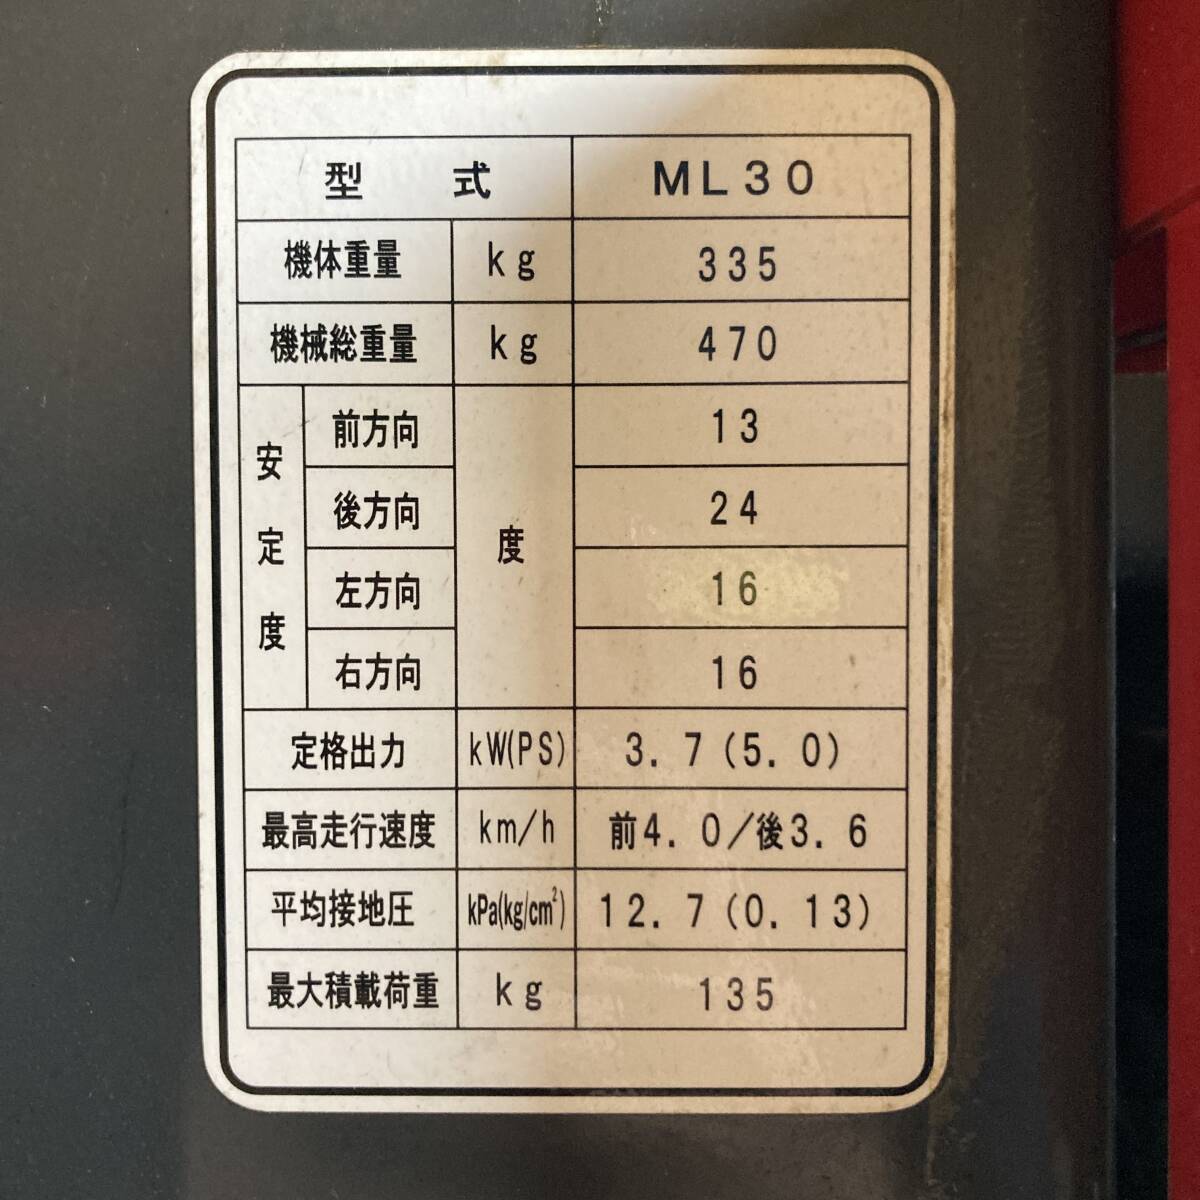 型 式 ML30
機体重量 kg 335
機械総重量 kg 470
安定度 度
前方向 13
後方向 24
左方向 16
右方向 16
定格出力 kW(PS) 3.7(5.0)
最高走行速度 km/h 前4.0/後3.6
平均接地圧 kPa(kg/cm²) 12.7(0.13)
最大積載荷重 kg 135